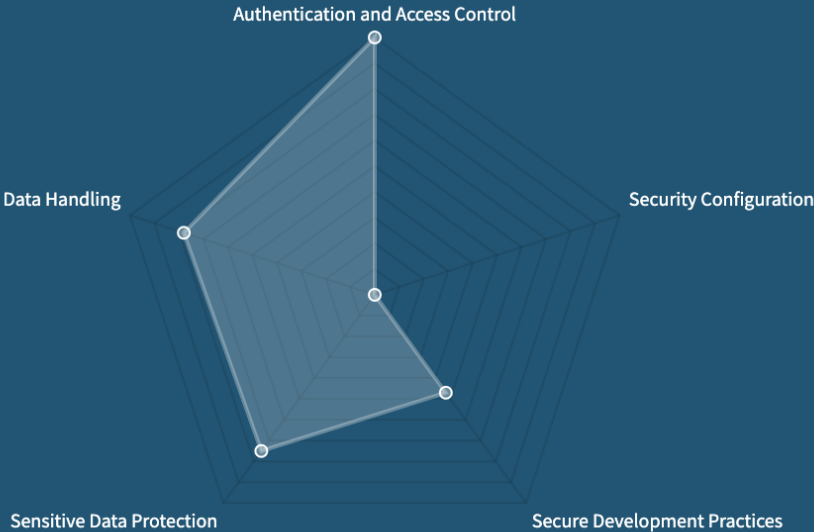 Authentication and Access Control
Data Handling
Security Configuration
Sensitive Data Protection
Secure Development Practices